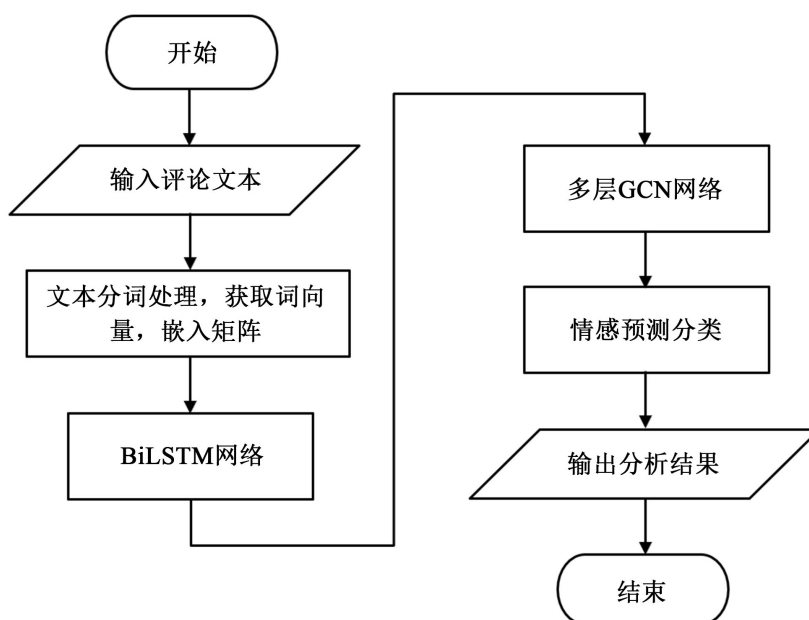 开始
输入评论文本
文本分词处理，获取词向
量，嵌入矩阵
BiLSTM网络
多层GCN网络
情感预测分类
输出分析结果
结束